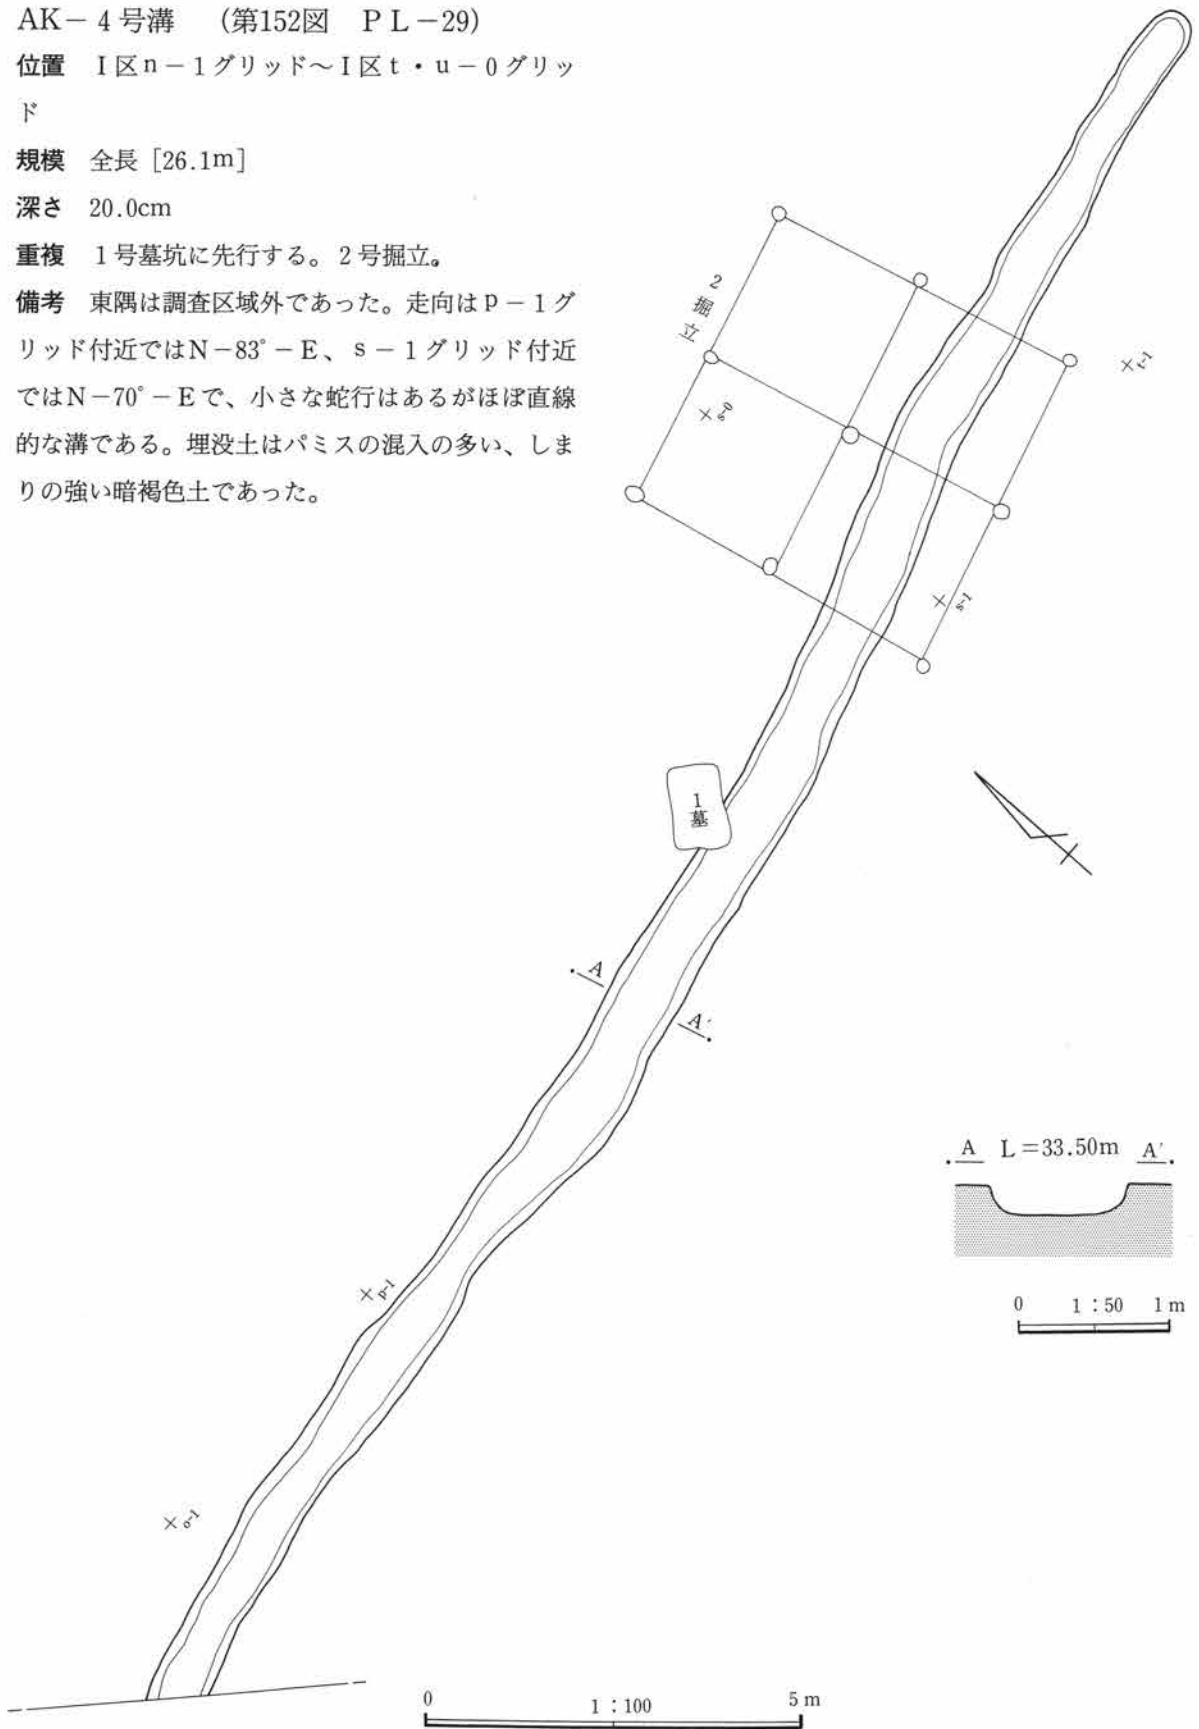 AK－4号溝　（第152図　ＰＬ－29）
位置　Ⅰ区ｎ－1グリッド～Ⅰ区ｔ・ｕ－0グリッ
ド
規模　全長［26.1m］
深さ　20.0cm
重複　1号墓坑に先行する。2号掘立。
備考　東隅は調査区域外であった。走向はｐ－1グ
リッド付近ではＮ－83°－Ｅ、ｓ－1グリッド付近
ではＮ－70°－Ｅで、小さな蛇行はあるがほぼ直線
的な溝である。埋没土はパミスの混入の多い、しま
りの強い暗褐色土であった。
2掘立
t-1
s-0
s-1
1墓
A
A′
A　L＝33.50m　A′
0　1：50　1m
p-1
o-1
0　1：100　5m